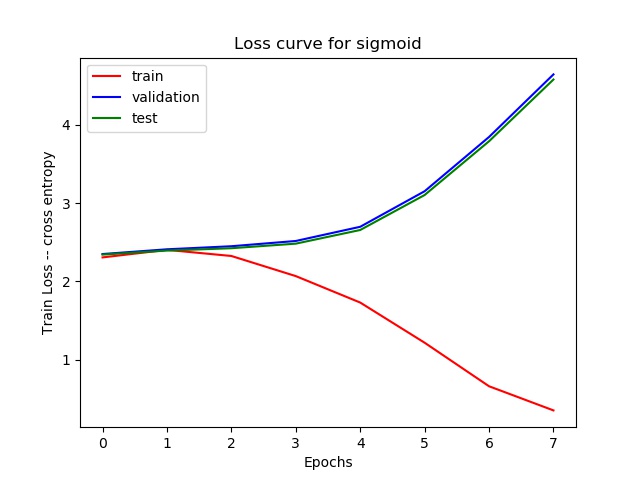 Loss curve for sigmoid
train
validation
test
4
3
2
1
Train Loss -- cross entropy
0 1 2 3 4 5 6 7
Epochs